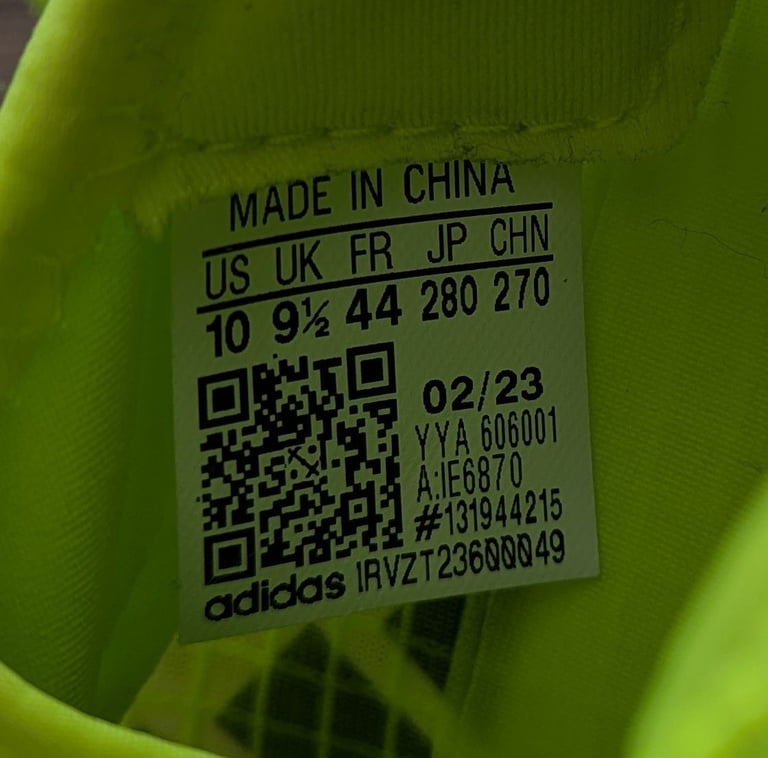 MADE IN CHINA
US UK FR JP CHN
10 9½ 44 280 270
02/23
YYA 606001
A:IE6870
#131944215
adidas IRVZT23600049